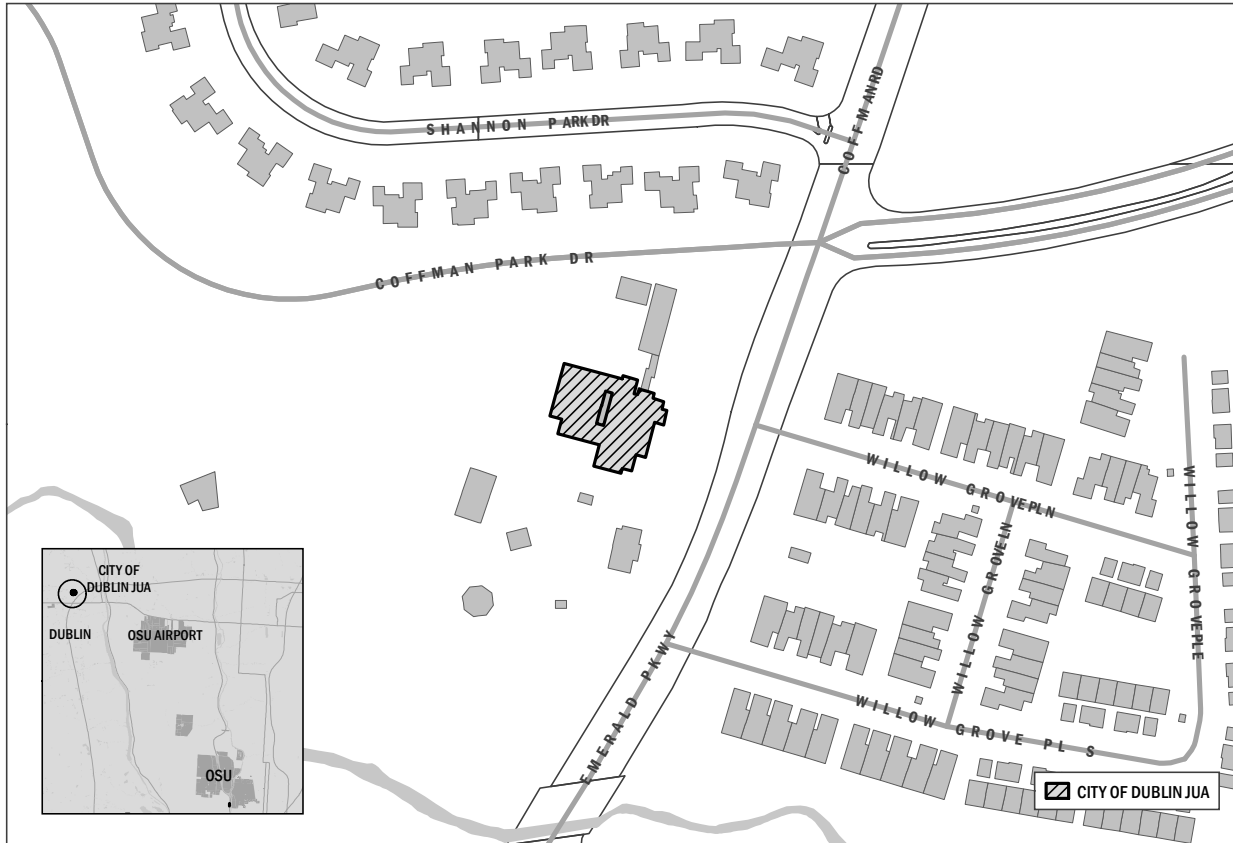 SHANNON PARK DR
COFFMAN RD
COFFMAN PARK DR
WILLOW GROVE PL N
WILLOW GROVE LN
WILLOW GROVE PL E
EMERALD PKWY
WILLOW GROVE PL S
CITY OF
DUBLIN JUA
DUBLIN
OSU AIRPORT
OSU
CITY OF DUBLIN JUA